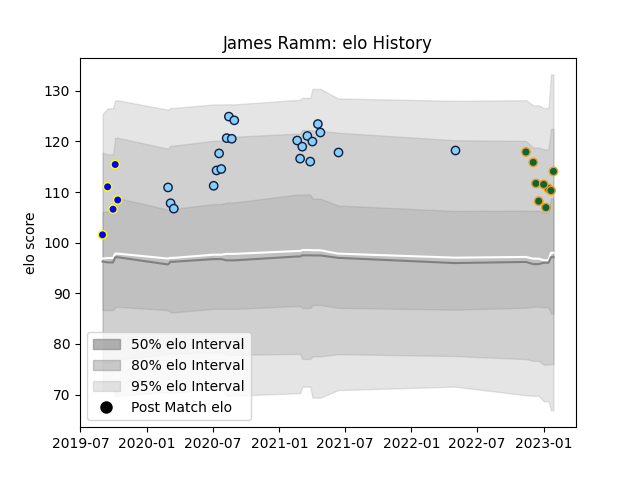 James Ramm: elo History
elo score
130
120
110
100
90
80
70
50% elo Interval
80% elo Interval
95% elo Interval
Post Match elo
2019-07 2020-01 2020-07 2021-01 2021-07 2022-01 2022-07 2023-01